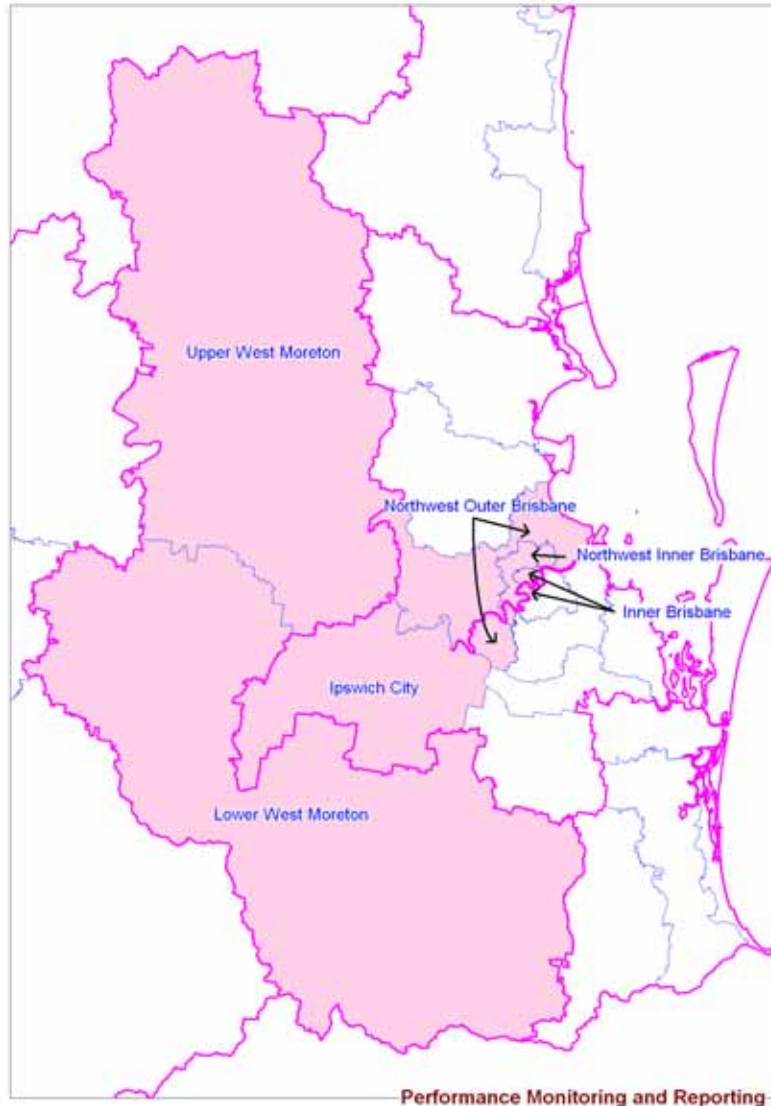 Upper West Moreton
Northwest Outer Brisbane
Northwest Inner Brisbane
Inner Brisbane
Ipswich City
Lower West Moreton
Performance Monitoring and Reporting